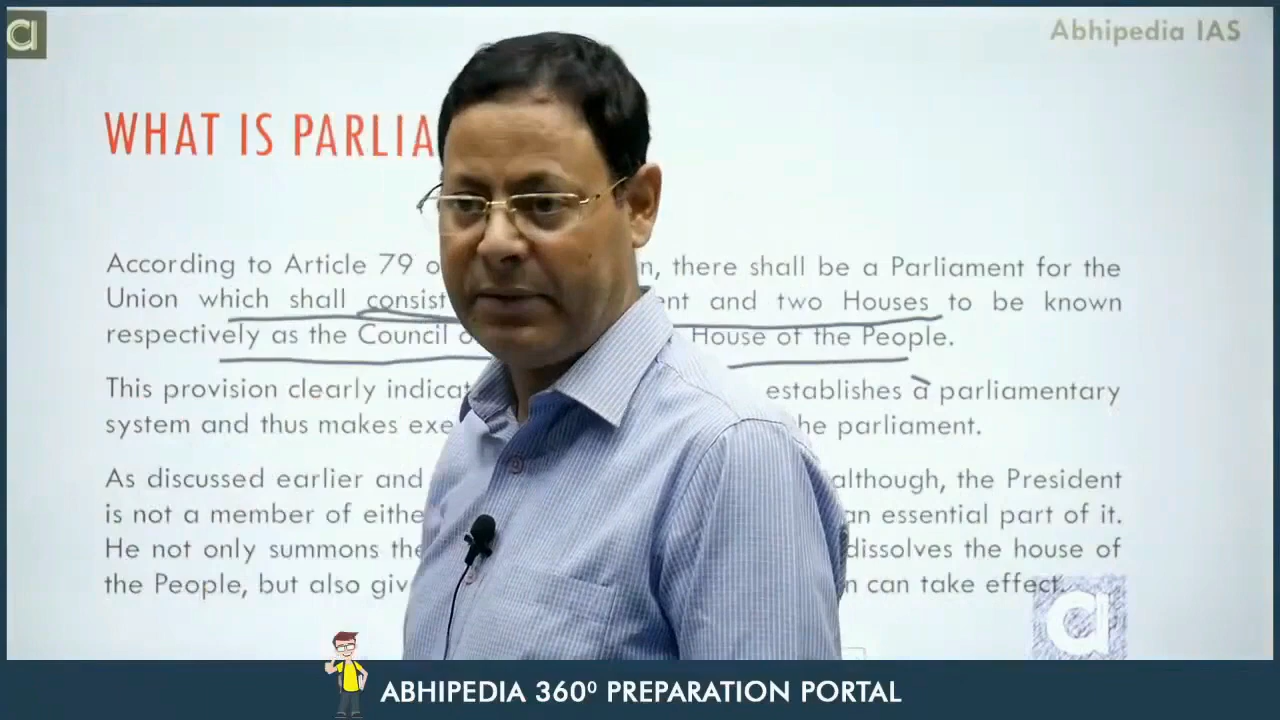 Abhipedia IAS
WHAT IS PARLIA
According to Article 79 o n, there shall be a Parliament for the
Union which shall consist ent and two Houses to be known
respectively as the Council o House of the People.
This provision clearly indicat establishes a parliamentary
system and thus makes exe he parliament.
As discussed earlier and although, the President
is not a member of eithe an essential part of it.
He not only summons the dissolves the house of
the People, but also giv n can take effect.
ABHIPEDIA 360º PREPARATION PORTAL